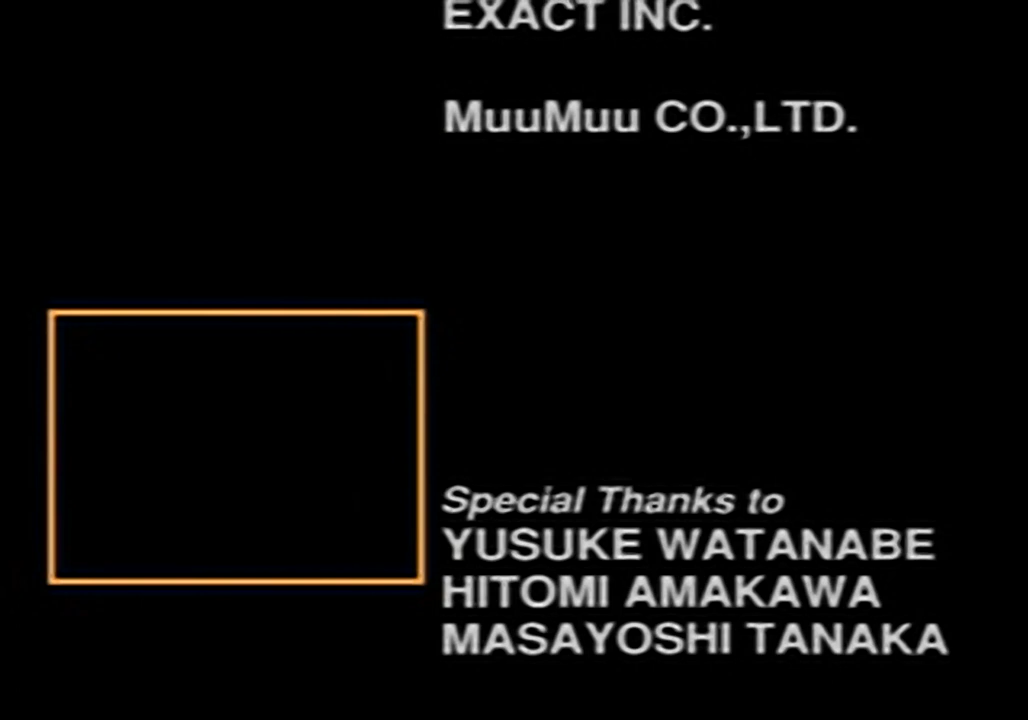 EXACT INC.
MuuMuu CO.,LTD.
Special Thanks to
YUSUKE WATANABE
HITOMI AMAKAWA
MASAYOSHI TANAKA